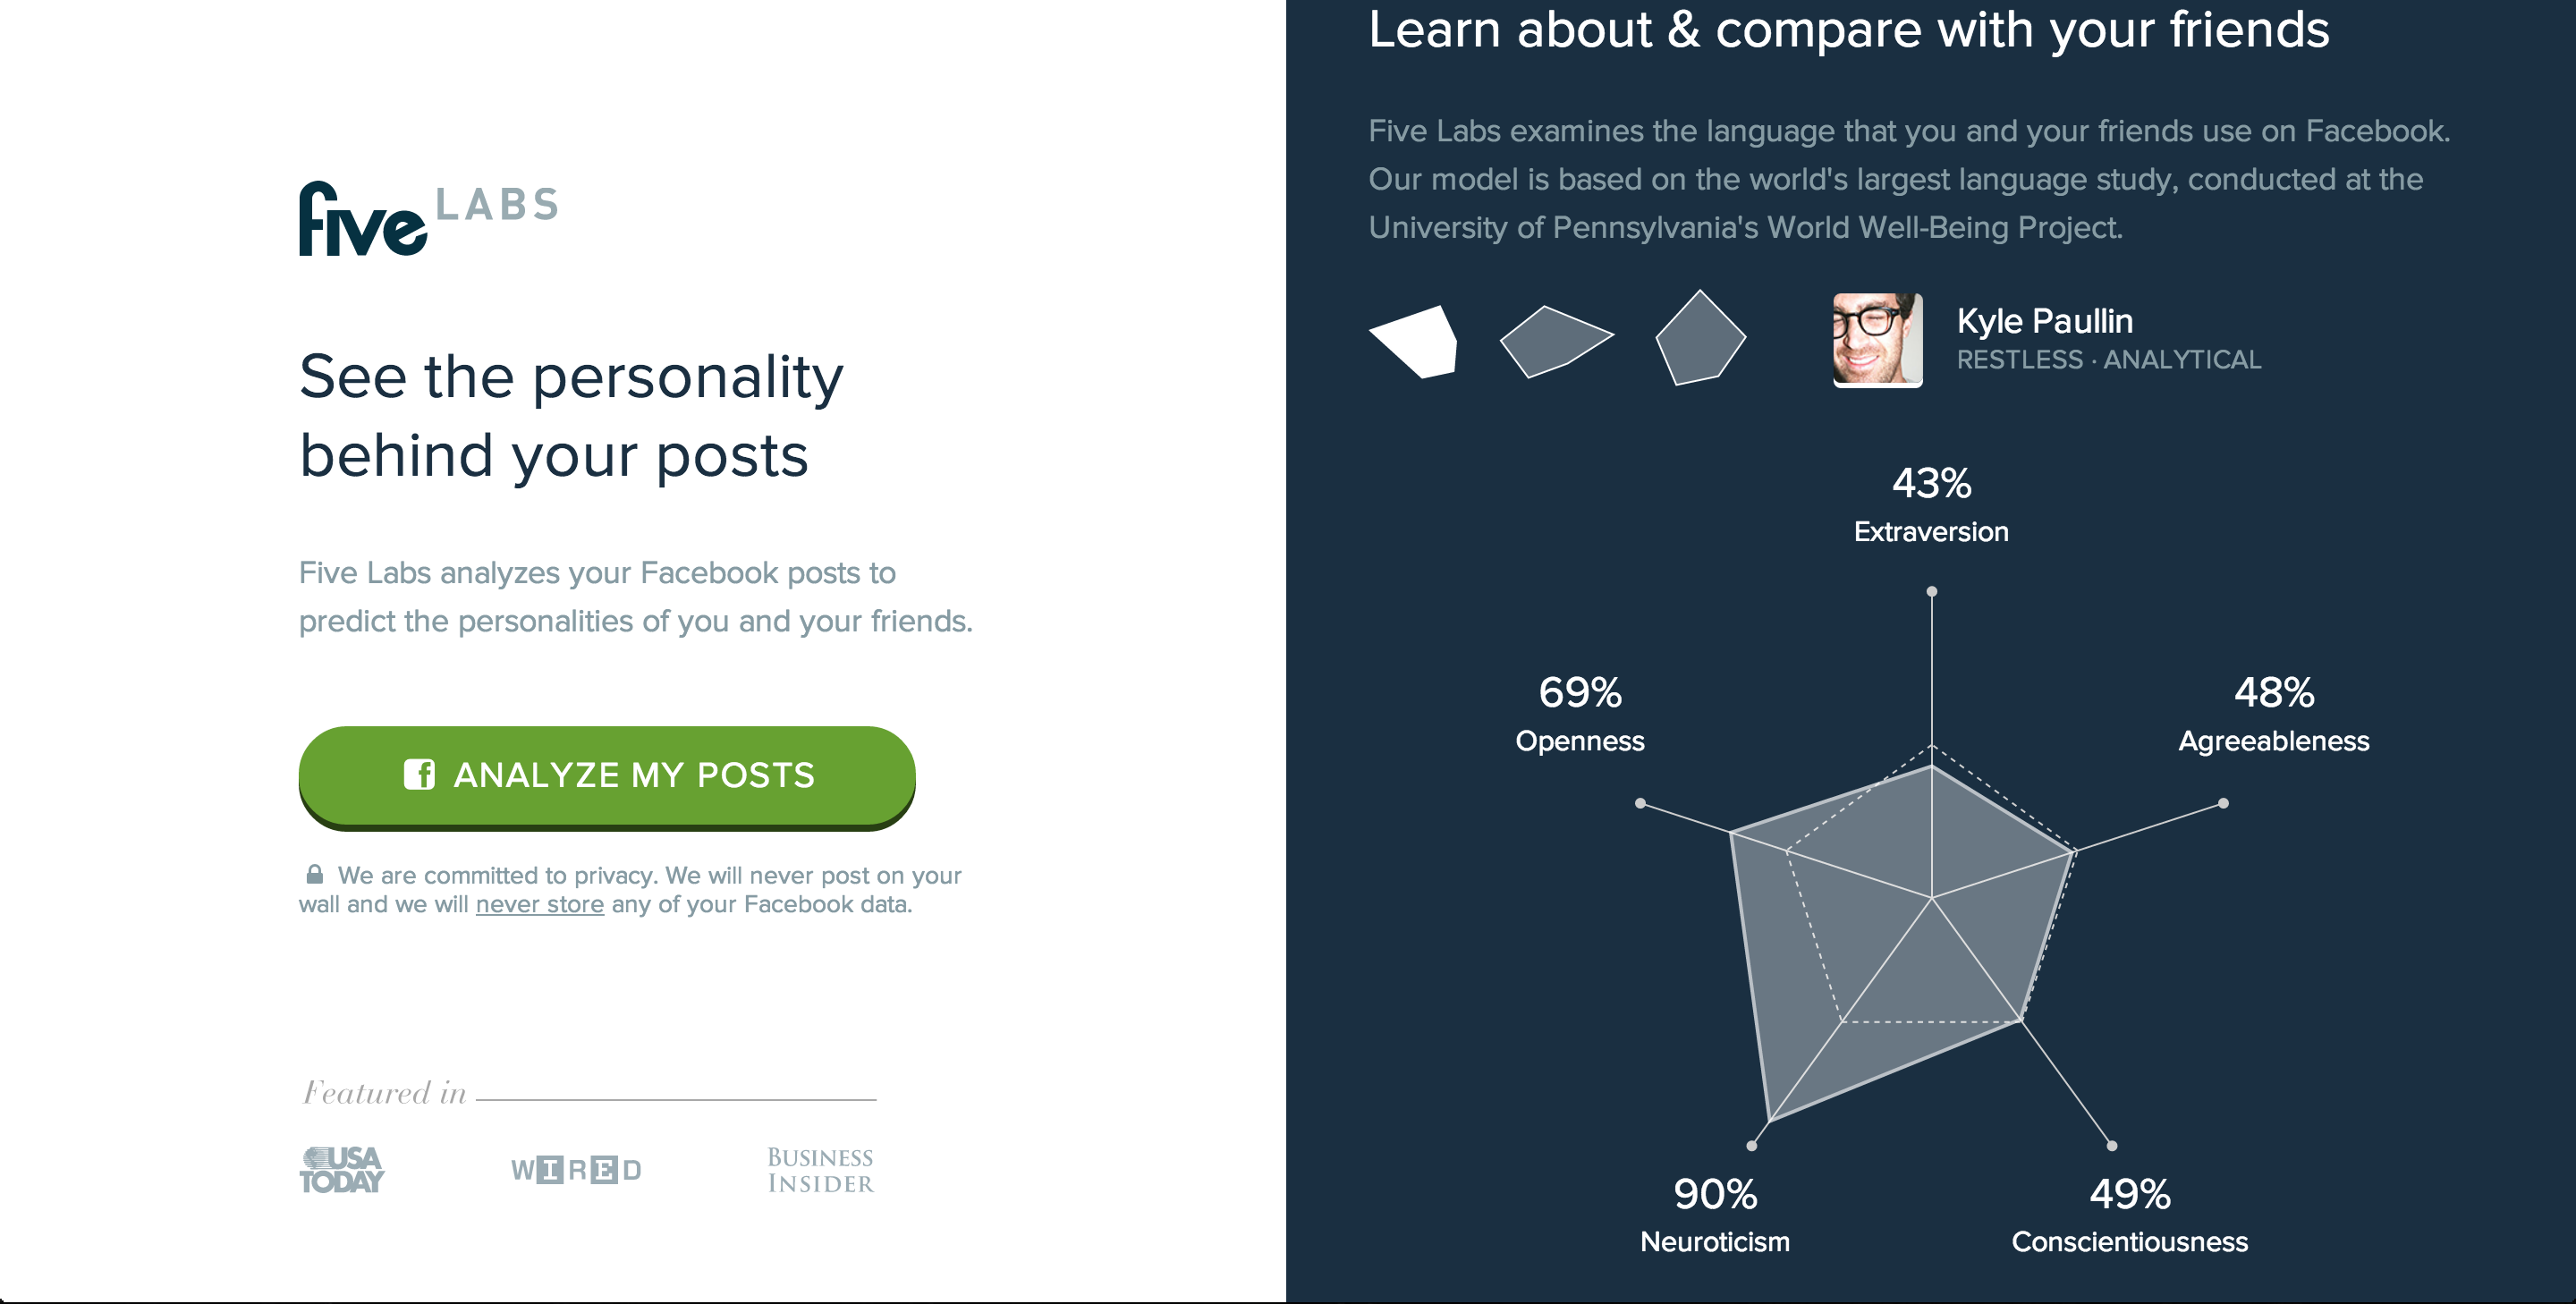 five LABS
See the personality
behind your posts
Five Labs analyzes your Facebook posts to
predict the personalities of you and your friends.
f ANALYZE MY POSTS
We are committed to privacy. We will never post on your
wall and we will never store any of your Facebook data.
Featured in
USA
TODAY
WIRED
BUSINESS
INSIDER
Learn about & compare with your friends
Five Labs examines the language that you and your friends use on Facebook.
Our model is based on the world's largest language study, conducted at the
University of Pennsylvania's World Well-Being Project.
Kyle Paullin
RESTLESS · ANALYTICAL
43%
Extraversion
69%
Openness
48%
Agreeableness
90%
Neuroticism
49%
Conscientiousness